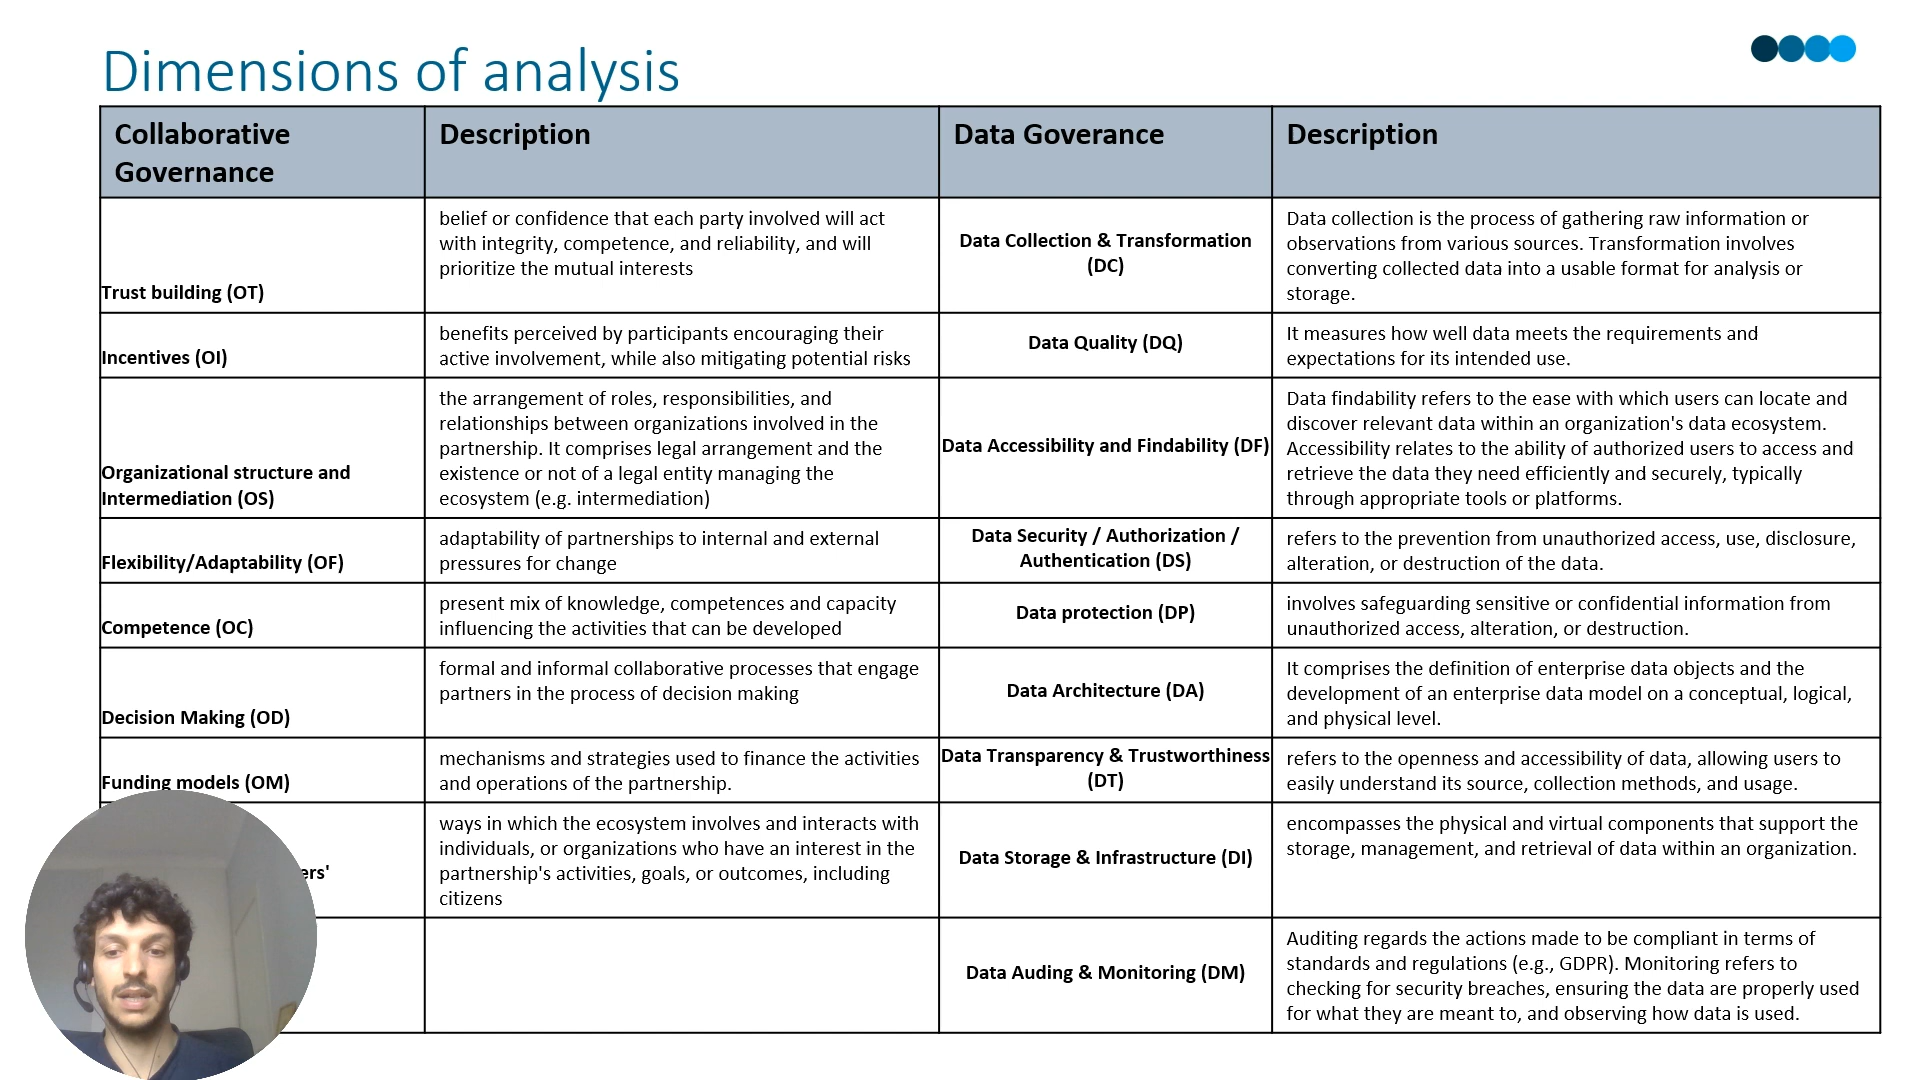 Dimensions of analysis
Collaborative
Governance
Description
Data Goverance
Description
Trust building (OT)
belief or confidence that each party involved will act
with integrity, competence, and reliability, and will
prioritize the mutual interests
Data Collection & Transformation
(DC)
Data collection is the process of gathering raw information or
observations from various sources. Transformation involves
converting collected data into a usable format for analysis or
storage.
Incentives (OI)
benefits perceived by participants encouraging their
active involvement, while also mitigating potential risks
Data Quality (DQ)
It measures how well data meets the requirements and
expectations for its intended use.
Organizational structure and
Intermediation (OS)
the arrangement of roles, responsibilities, and
relationships between organizations involved in the
partnership. It comprises legal arrangement and the
existence or not of a legal entity managing the
ecosystem (e.g. intermediation)
Data Accessibility and Findability (DF)
Data findability refers to the ease with which users can locate and
discover relevant data within an organization's data ecosystem.
Accessibility relates to the ability of authorized users to access and
retrieve the data they need efficiently and securely, typically
through appropriate tools or platforms.
Flexibility/Adaptability (OF)
adaptability of partnerships to internal and external
pressures for change
Data Security / Authorization /
Authentication (DS)
refers to the prevention from unauthorized access, use, disclosure,
alteration, or destruction of the data.
Competence (OC)
present mix of knowledge, competences and capacity
influencing the activities that can be developed
Data protection (DP)
involves safeguarding sensitive or confidential information from
unauthorized access, alteration, or destruction.
Decision Making (OD)
formal and informal collaborative processes that engage
partners in the process of decision making
Data Architecture (DA)
It comprises the definition of enterprise data objects and the
development of an enterprise data model on a conceptual, logical,
and physical level.
Funding models (OM)
mechanisms and strategies used to finance the activities
and operations of the partnership.
Data Transparency & Trustworthiness
(DT)
refers to the openness and accessibility of data, allowing users to
easily understand its source, collection methods, and usage.
ways in which the ecosystem involves and interacts with
individuals, or organizations who have an interest in the
partnership's activities, goals, or outcomes, including
citizens
Data Storage & Infrastructure (DI)
encompasses the physical and virtual components that support the
storage, management, and retrieval of data within an organization.
Data Auding & Monitoring (DM)
Auditing regards the actions made to be compliant in terms of
standards and regulations (e.g., GDPR). Monitoring refers to
checking for security breaches, ensuring the data are properly used
for what they are meant to, and observing how data is used.